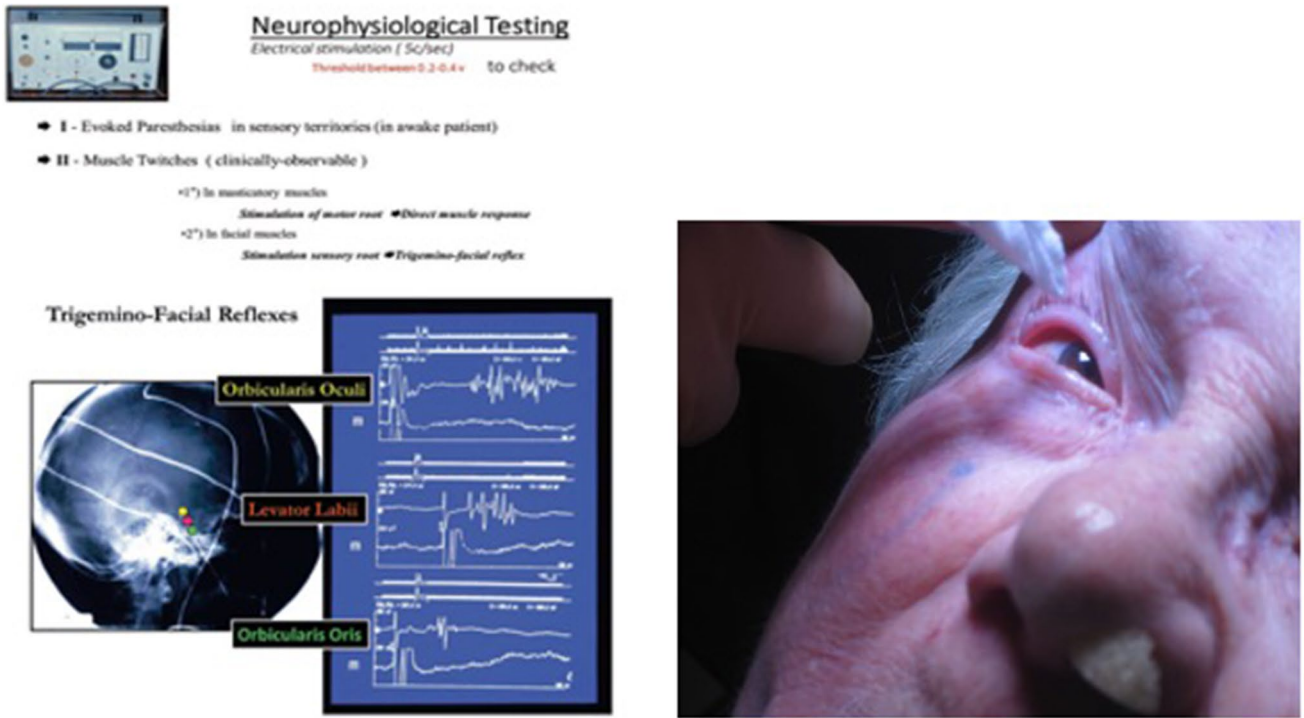 Neurophysiological Testing
Electrical stimulation ( 5c/sec)
Threshold between 0.2-0.4 v to check
➨ I - Evoked Paresthesias in sensory territories (in awake patient)
➨ II - Muscle Twitches ( clinically-observable )
•1°) In masticatory muscles
Stimulation of motor root ➨Direct muscle response
•2°) In facial muscles
Stimulation sensory root ➨Trigemino-facial reflex
Trigemino-Facial Reflexes
Orbicularis Oculi
Levator Labii
Orbicularis Oris